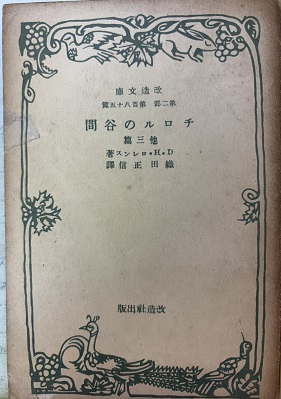 改造文庫
第二部 第百八十五篇
チロルの谷間
他三篇
D・H・ロレンス著
織田正信譯
改造社出版